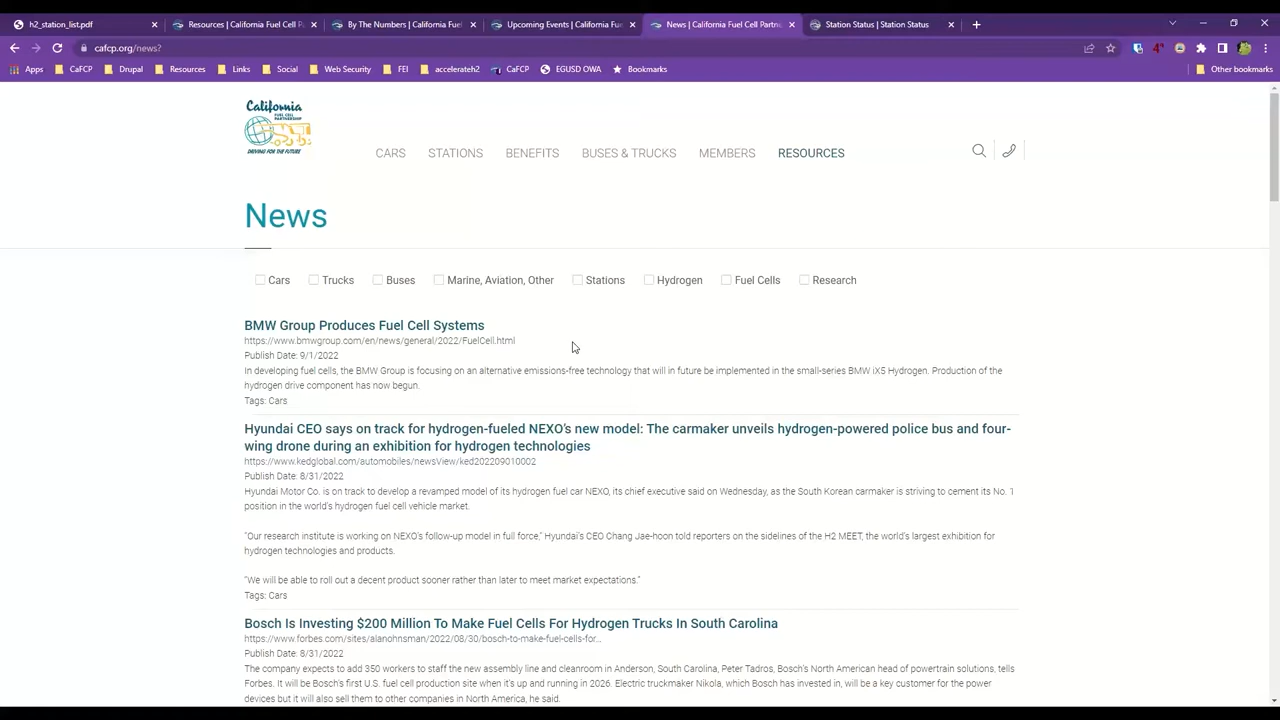 h2_station_list.pdf
Resources | California Fuel Cell P
By The Numbers | California Fuel
Upcoming Events | California Fue
News | California Fuel Cell Partn
Station Status | Station Status
cafcp.org/news?
Apps
CaFCP
Drupal
Resources
Links
Social
Web Security
FEI
accelerateh2
CaFCP
EGUSD OWA
Bookmarks
Other bookmarks
California
FUEL CELL
PARTNERSHIP
DRIVING FOR THE FUTURE
CARS
STATIONS
BENEFITS
BUSES & TRUCKS
MEMBERS
RESOURCES
News
Cars
Trucks
Buses
Marine, Aviation, Other
Stations
Hydrogen
Fuel Cells
Research
BMW Group Produces Fuel Cell Systems
https://www.bmwgroup.com/en/news/general/2022/FuelCell.html
Publish Date: 9/1/2022
In developing fuel cells, the BMW Group is focusing on an alternative emissions-free technology that will in future be implemented in the small-series BMW iX5 Hydrogen. Production of the
hydrogen drive component has now begun.
Tags: Cars
Hyundai CEO says on track for hydrogen-fueled NEXO's new model: The carmaker unveils hydrogen-powered police bus and four-
wing drone during an exhibition for hydrogen technologies
https://www.kedglobal.com/automobiles/newsView/ked202209010002
Publish Date: 8/31/2022
Hyundai Motor Co. is on track to develop a revamped model of its hydrogen fuel car NEXO, its chief executive said on Wednesday, as the South Korean carmaker is striving to cement its No. 1
position in the world's hydrogen fuel cell vehicle market.
"Our research institute is working on NEXO's follow-up model in full force," Hyundai's CEO Chang Jae-hoon told reporters on the sidelines of the H2 MEET, the world's largest exhibition for
hydrogen technologies and products.
"We will be able to roll out a decent product sooner rather than later to meet market expectations."
Tags: Cars
Bosch Is Investing $200 Million To Make Fuel Cells For Hydrogen Trucks In South Carolina
https://www.forbes.com/sites/alanohnsman/2022/08/30/bosch-to-make-fuel-cells-for...
Publish Date: 8/31/2022
The company expects to add 350 workers to staff the new assembly line and cleanroom in Anderson, South Carolina, Peter Tadros, Bosch's North American head of powertrain solutions, tells
Forbes. It will be Bosch's first U.S. fuel cell production site when it's up and running in 2026. Electric truckmaker Nikola, which Bosch has invested in, will be a key customer for the power
devices but it will also sell them to other companies in North America, he said.